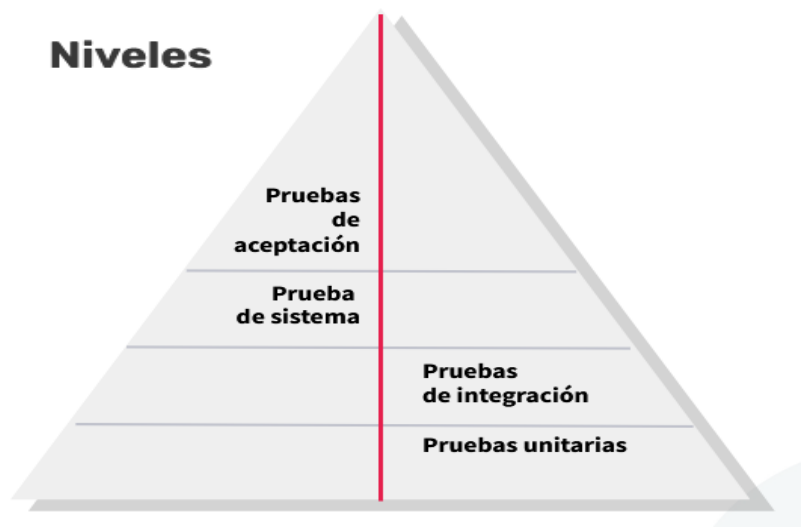 Niveles
Pruebas
de
aceptación
Prueba
de sistema
Pruebas
de integración
Pruebas unitarias